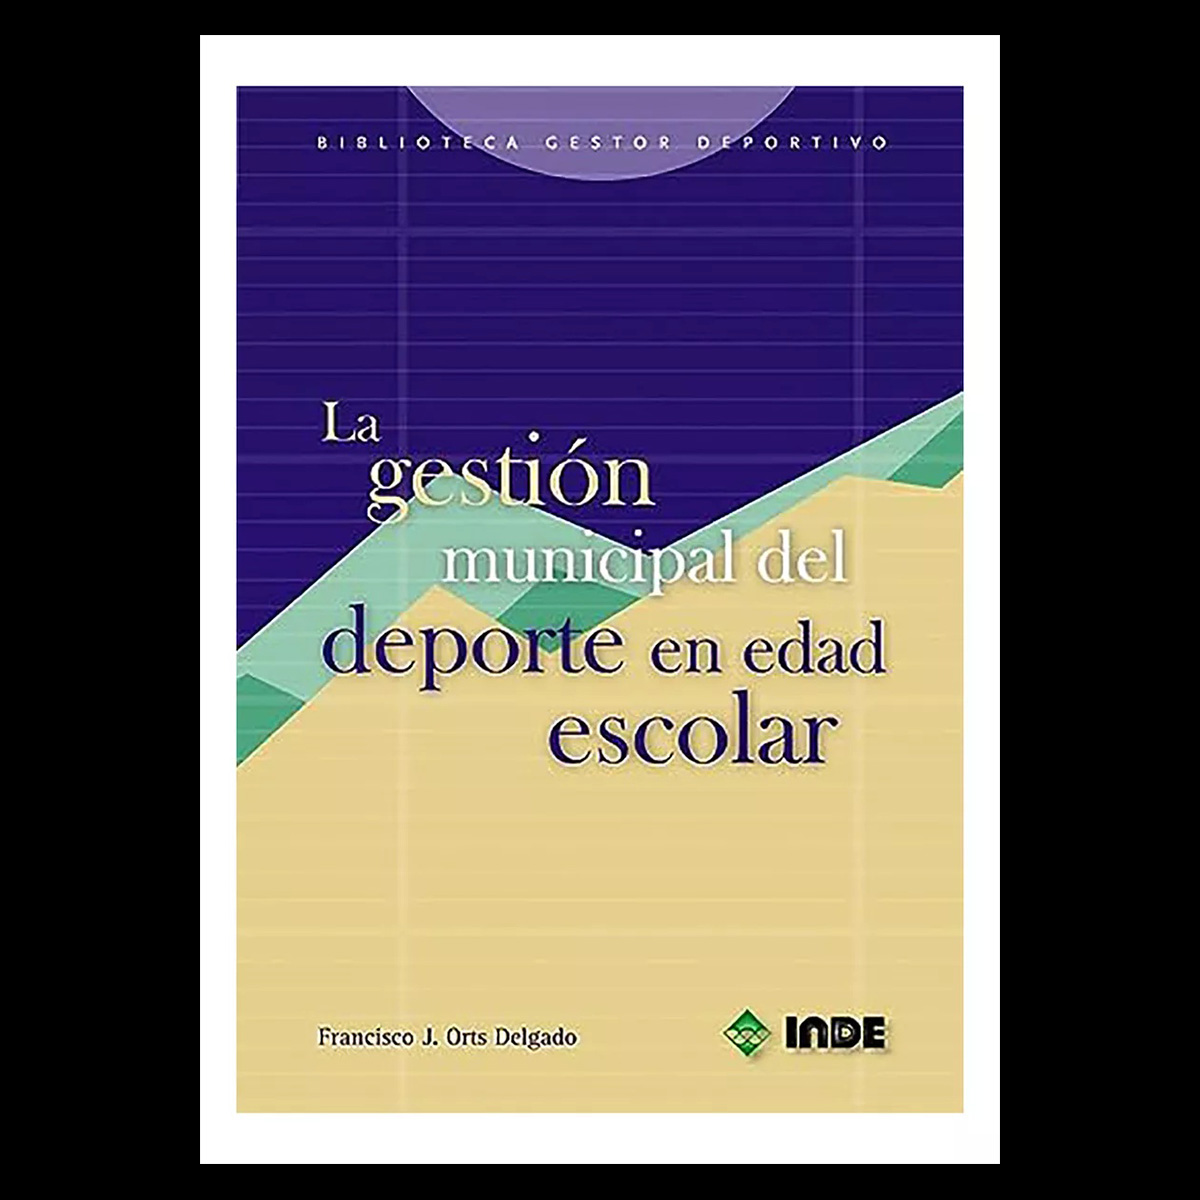 BIBLIOTECA GESTOR DEPORTIVO
La
gestión
municipal del
deporte en edad
escolar
Francisco J. Orts Delgado
INDE